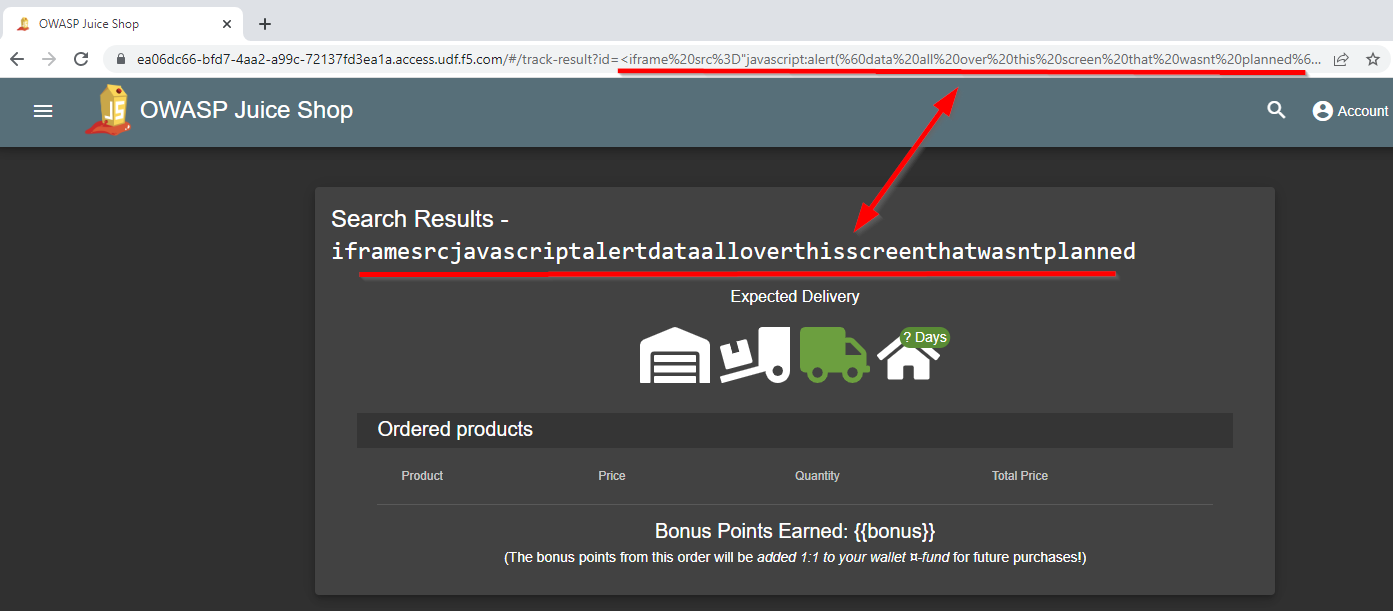 OWASP Juice Shop
ea06dc66-bfd7-4aa2-a99c-72137fd3ea1a.access.udf.f5.com/#/track-result?id=<iframe%20src%3D"javascript:alert(%60data%20all%20over%20this%20screen%20that%20wasnt%20planned%6...
JS
OWASP Juice Shop
Account
Search Results -
iframesrcjavascriptalertdataalloverthisscreenthatwasntplanned
Expected Delivery
? Days
Ordered products
Product Price Quantity Total Price
Bonus Points Earned: {{bonus}}
(The bonus points from this order will be added 1:1 to your wallet ¤-fund for future purchases!)